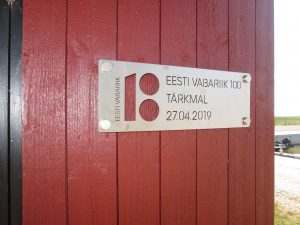 EESTI VABARIIK
100
EESTI VABARIIK 100
TÄRKMAL
27.04.2019